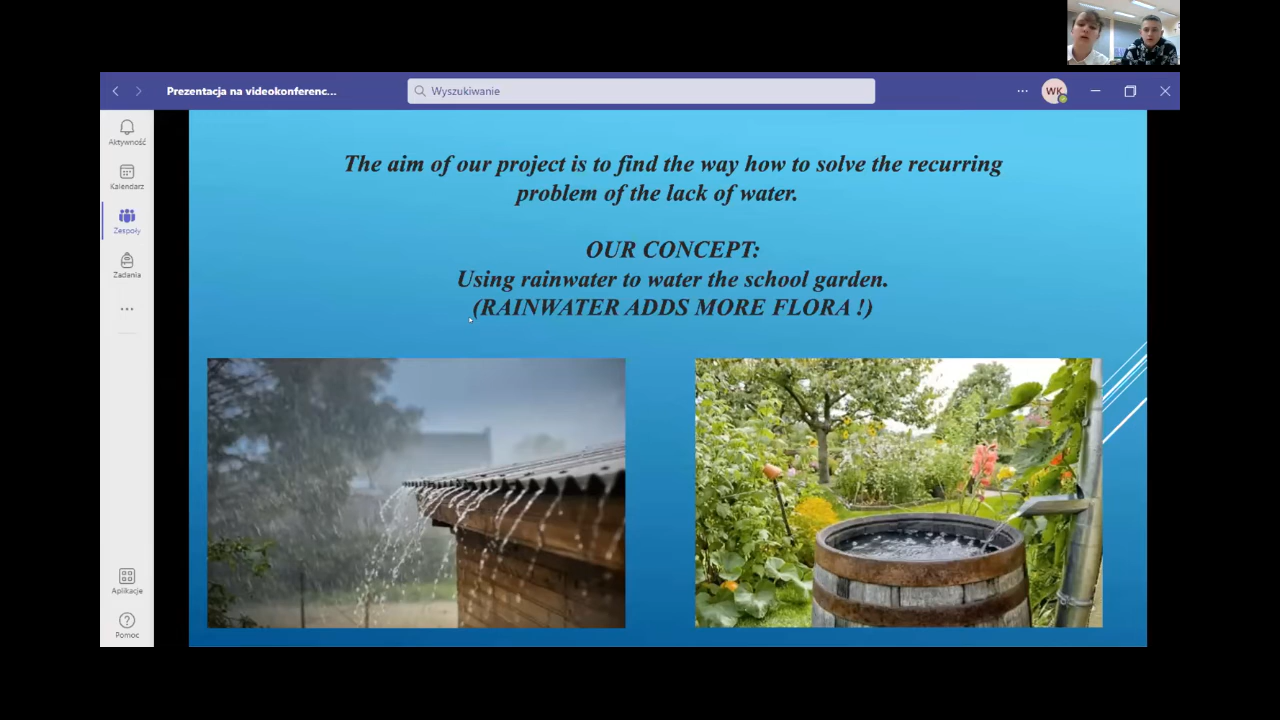 Prezentacja na videokonferenc...
Wyszukiwanie
WK
Aktywność
Kalendarz
Zespoły
Zadania
Aplikacje
Pomoc
The aim of our project is to find the way how to solve the recurring
problem of the lack of water.
OUR CONCEPT:
Using rainwater to water the school garden.
(RAINWATER ADDS MORE FLORA !)